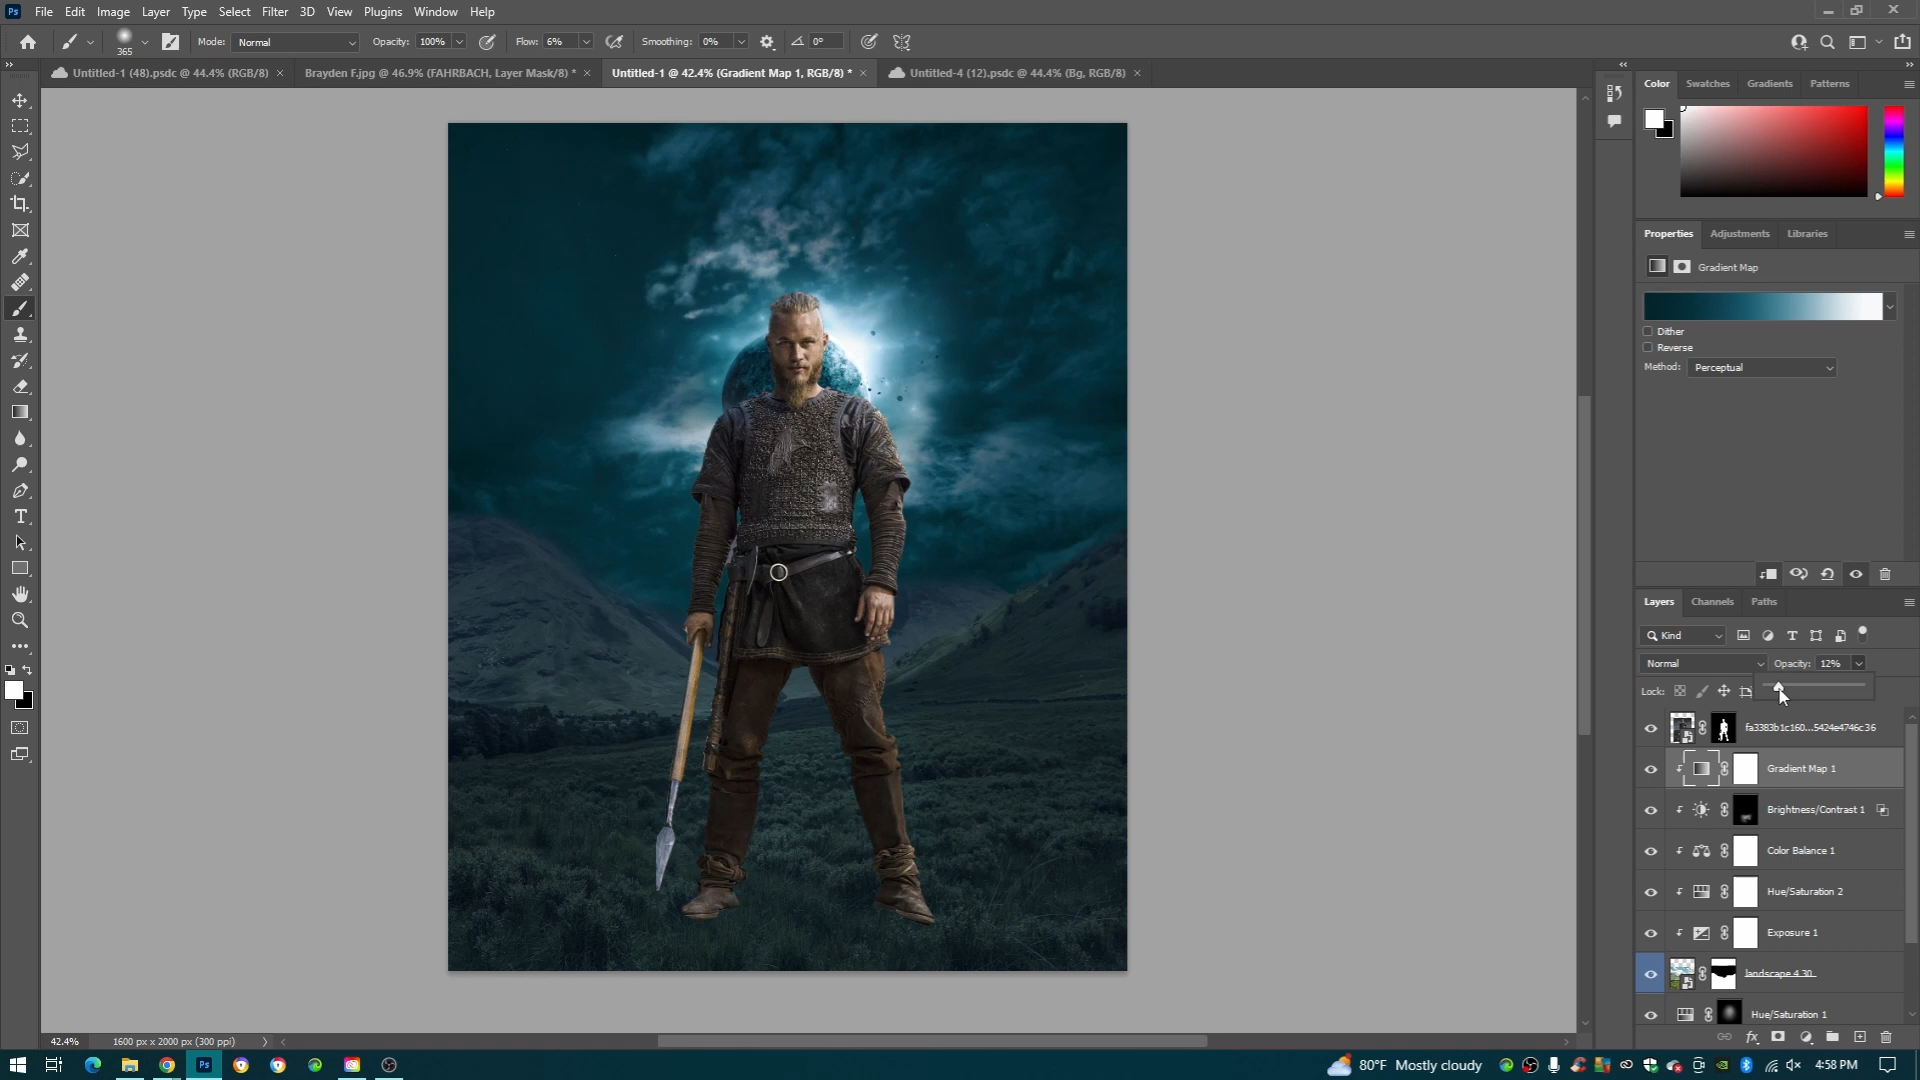 Ps File Edit Image Layer Type Select Filter 3D View Plugins Window Help
365 Mode: Normal Opacity: 100% Flow: 6% Smoothing: 0% 0°
Untitled-1 (48).psdc @ 44.4% (RGB/8) × Brayden F.jpg @ 46.9% (FAHRBACH, Layer Mask/8) * × Untitled-1 @ 42.4% (Gradient Map 1, RGB/8) * × Untitled-4 (12).psdc @ 44.4% (Bg, RGB/8) ×
Color Swatches Gradients Patterns
Properties Adjustments Libraries
Gradient Map
Dither
Reverse
Method: Perceptual
Layers Channels Paths
Kind
Normal Opacity: 12%
Lock:
fa3383b1c160...5424e4746c36
Gradient Map 1
Brightness/Contrast 1
Color Balance 1
Hue/Saturation 2
Exposure 1
landscape 4.30
Hue/Saturation 1
42.4% 1600 px x 2000 px (300 ppi)
Ps 80°F Mostly cloudy 4:58 PM